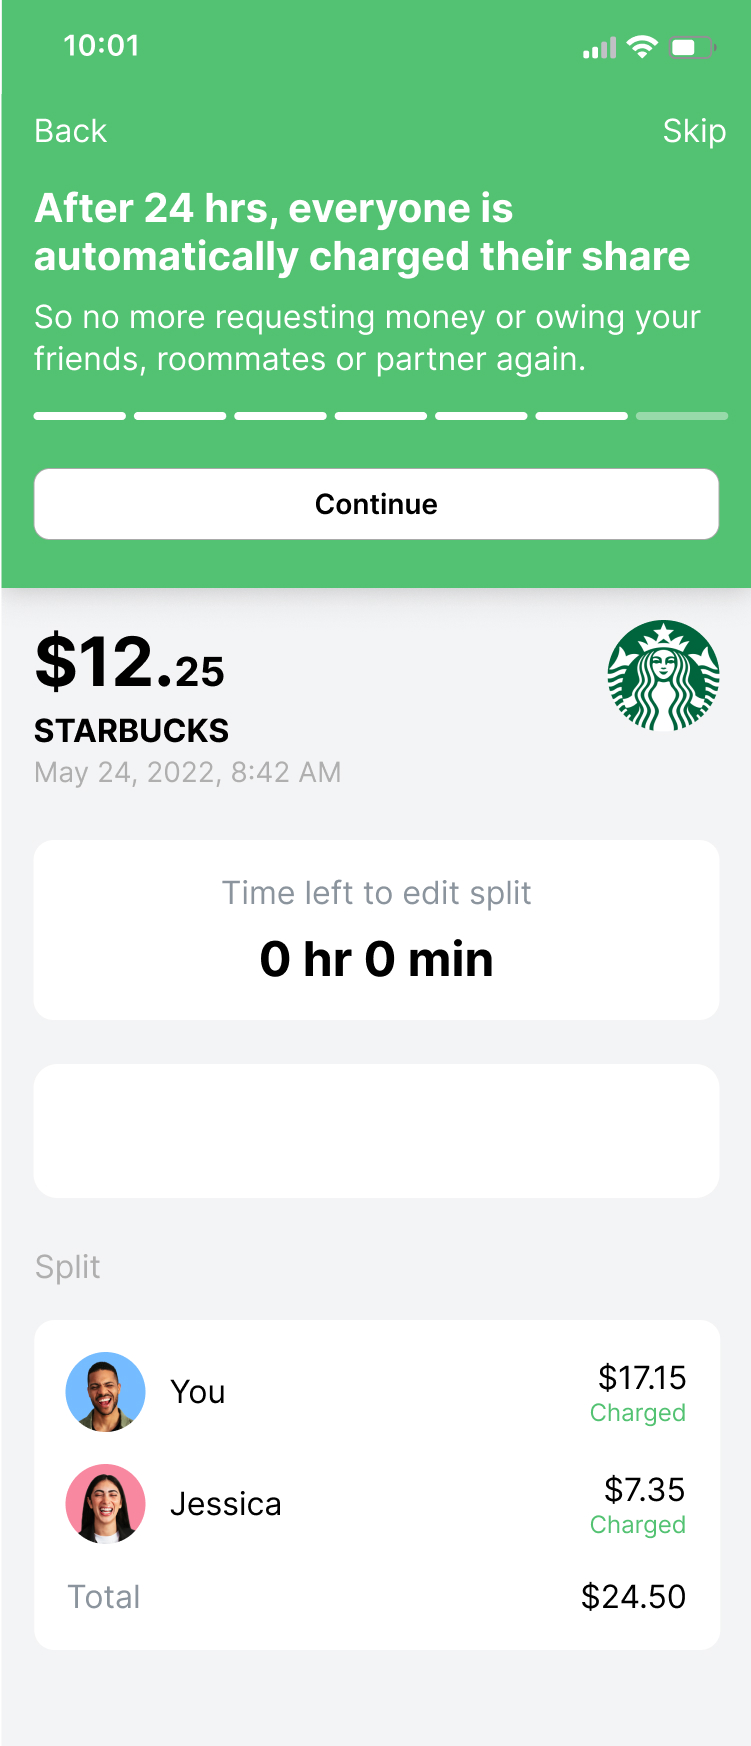 10:01
Back
Skip
After 24 hrs, everyone is
automatically charged their share
So no more requesting money or owing your
friends, roommates or partner again.
Continue
$12.25
STARBUCKS
May 24, 2022, 8:42 AM
Time left to edit split
0 hr 0 min
Split
You
$17.15
Charged
Jessica
$7.35
Charged
Total
$24.50